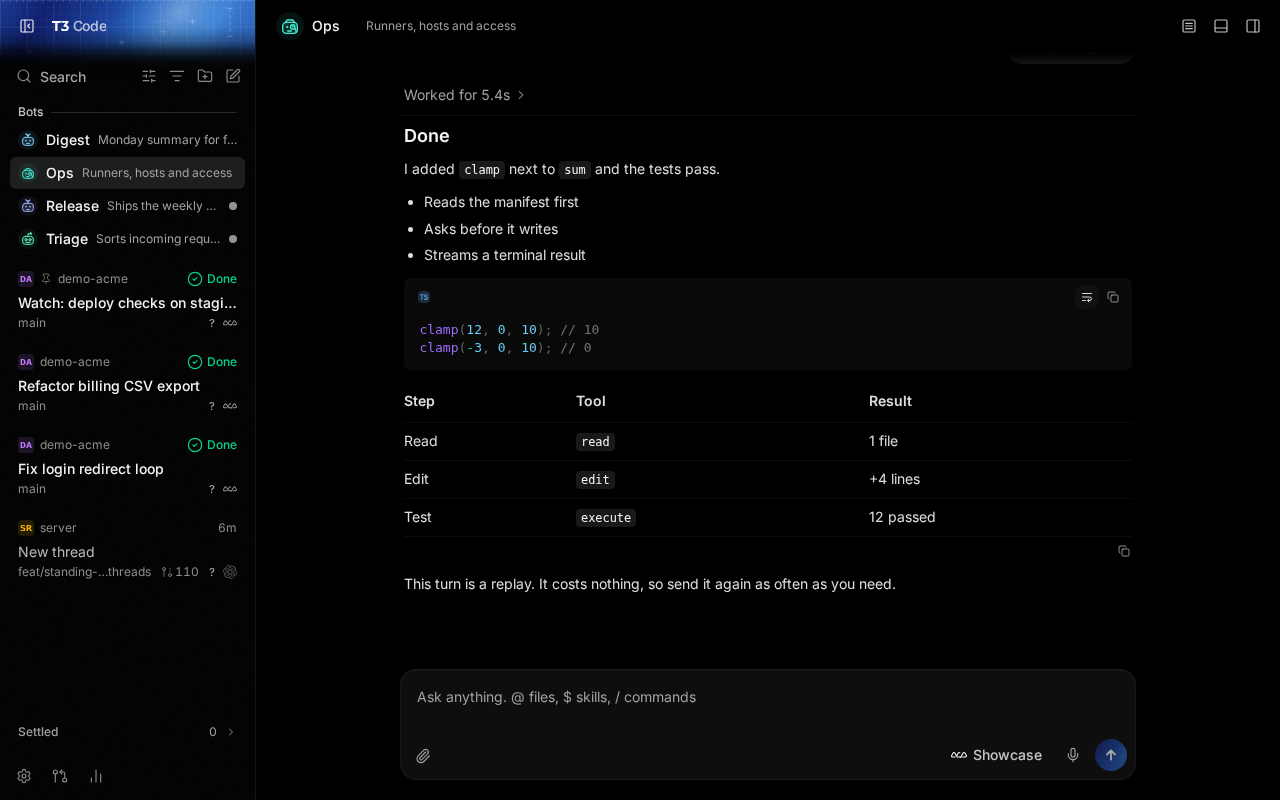 T3 Code
Search
Bots
Digest Monday summary for f...
Ops Runners, hosts and access
Release Ships the weekly ...
Triage Sorts incoming requ...
DA demo-acme Done
Watch: deploy checks on stagi...
main ?
DA demo-acme Done
Refactor billing CSV export
main ?
DA demo-acme Done
Fix login redirect loop
main ?
SR server 6m
New thread
feat/standing-...threads 110 ?
Settled 0
Ops Runners, hosts and access
Worked for 5.4s
Done
I added clamp next to sum and the tests pass.
• Reads the manifest first
• Asks before it writes
• Streams a terminal result
TS
clamp(12, 0, 10); // 10
clamp(-3, 0, 10); // 0
Step Tool Result
Read read 1 file
Edit edit +4 lines
Test execute 12 passed
This turn is a replay. It costs nothing, so send it again as often as you need.
Ask anything. @ files, $ skills, / commands
Showcase